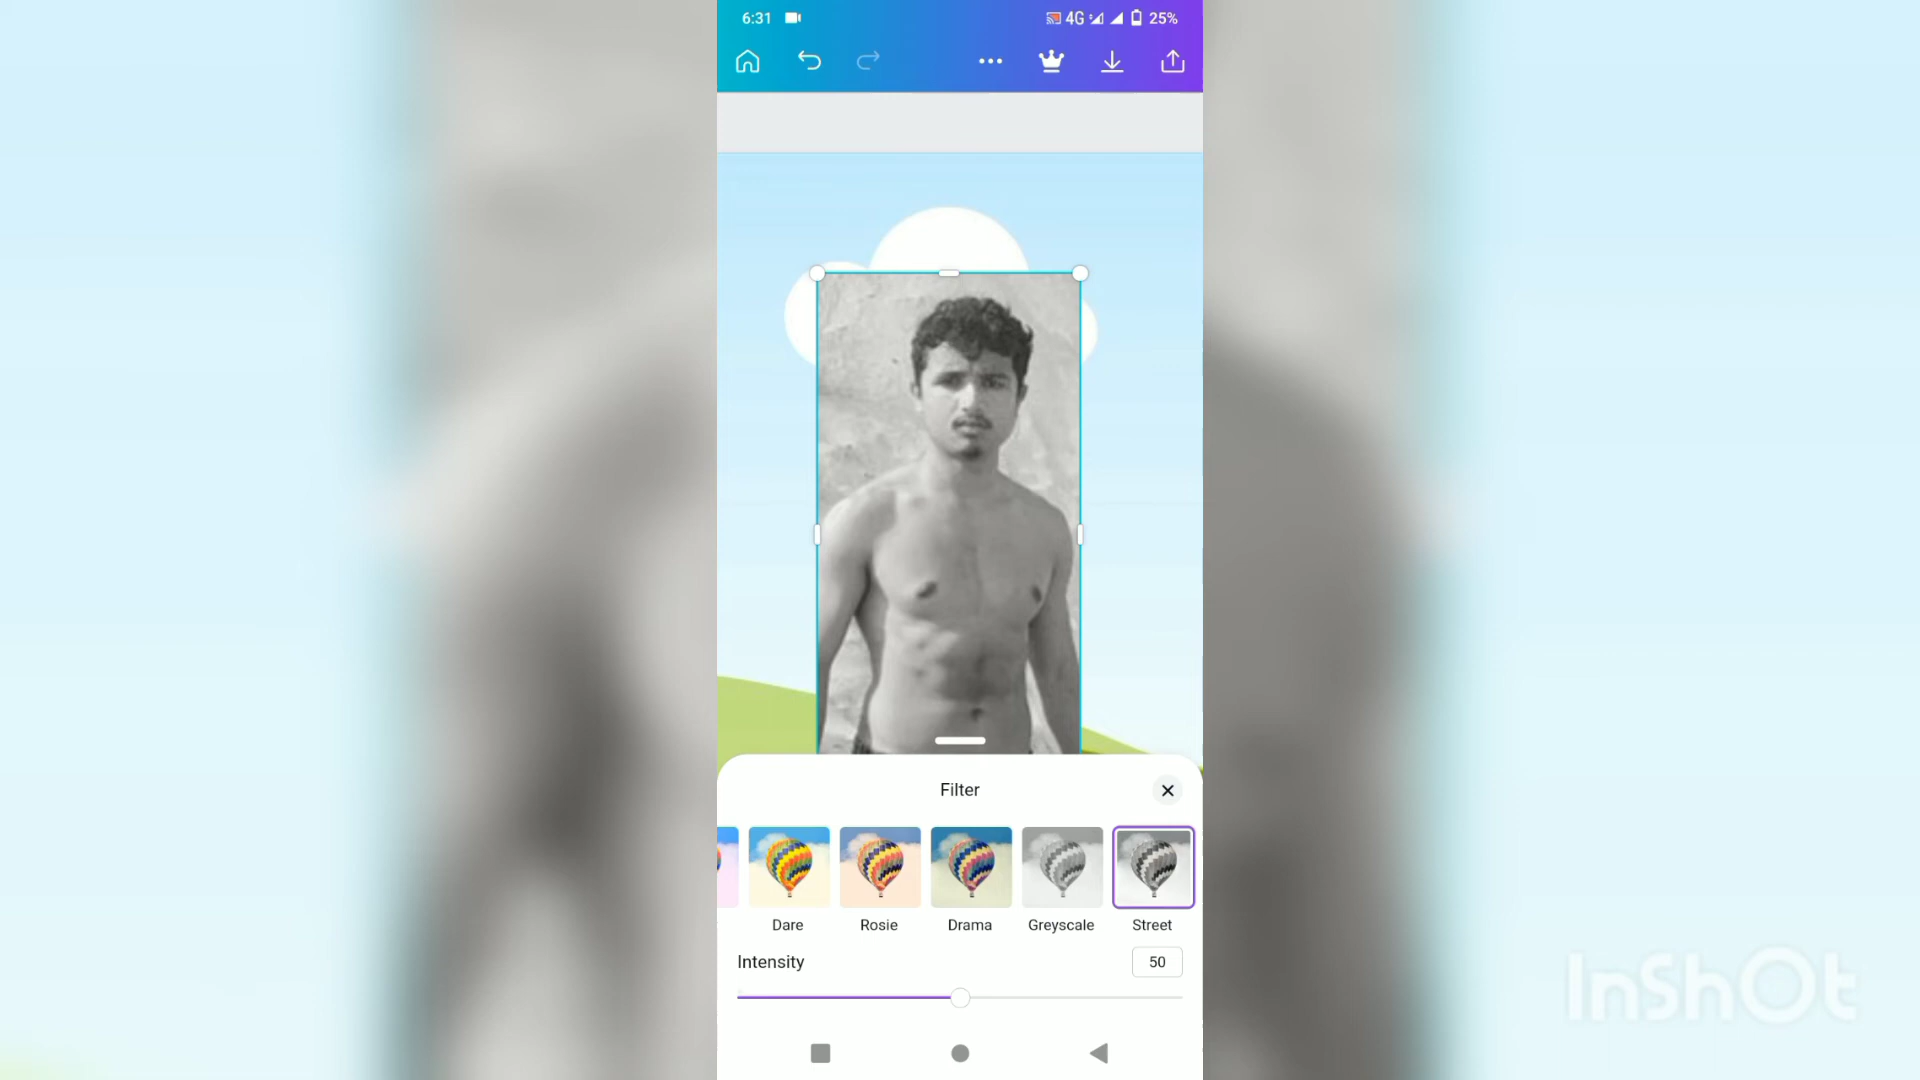 6:31 4G 25%
Filter
Dare Rosie Drama Greyscale Street
Intensity 50
InShOt